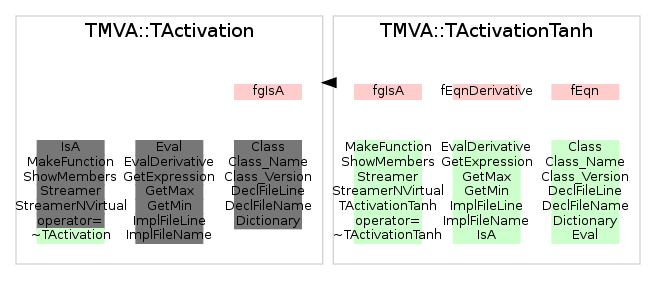 TMVA::TActivation
fgIsA
IsA
MakeFunction
ShowMembers
Streamer
StreamerNVirtual
operator=
~TActivation
Eval
EvalDerivative
GetExpression
GetMax
GetMin
ImplFileLine
ImplFileName
Class
Class_Name
Class_Version
DeclFileLine
DeclFileName
Dictionary
TMVA::TActivationTanh
fgIsA
fEqnDerivative
fEqn
MakeFunction
ShowMembers
Streamer
StreamerNVirtual
TActivationTanh
operator=
~TActivationTanh
EvalDerivative
GetExpression
GetMax
GetMin
ImplFileLine
ImplFileName
IsA
Class
Class_Name
Class_Version
DeclFileLine
DeclFileName
Dictionary
Eval